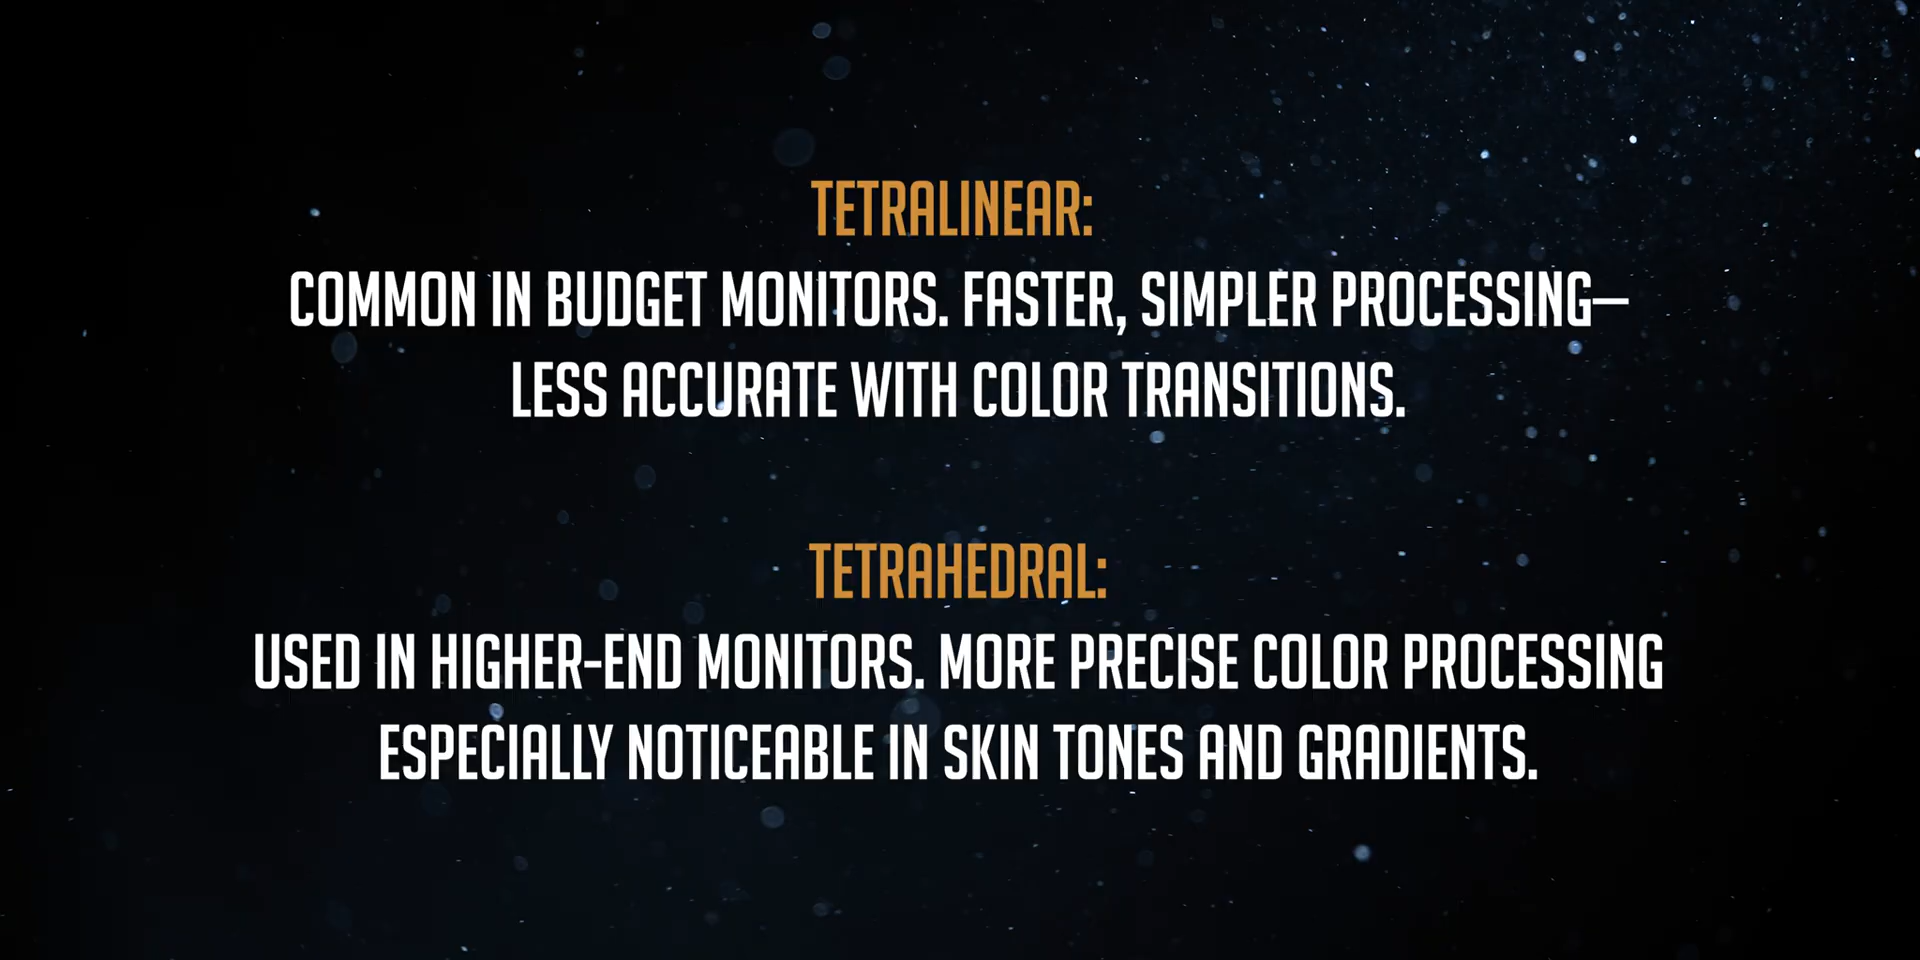 TETRALINEAR:
COMMON IN BUDGET MONITORS. FASTER, SIMPLER PROCESSING—
LESS ACCURATE WITH COLOR TRANSITIONS.
TETRAHEDRAL:
USED IN HIGHER-END MONITORS. MORE PRECISE COLOR PROCESSING
ESPECIALLY NOTICEABLE IN SKIN TONES AND GRADIENTS.